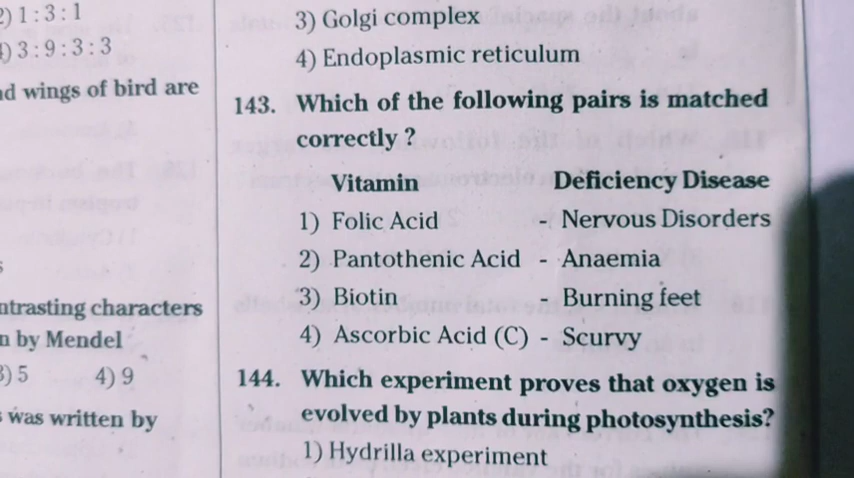 2) 1 : 3 : 1
4) 3 : 9 : 3 : 3
wings of bird are
characters
by Mendel
3) 5 4) 9
was written by
3) Golgi complex
4) Endoplasmic reticulum
143. Which of the following pairs is matched
correctly ?
Vitamin Deficiency Disease
1) Folic Acid - Nervous Disorders
2) Pantothenic Acid - Anaemia
3) Biotin - Burning feet
4) Ascorbic Acid (C) - Scurvy
144. Which experiment proves that oxygen is
evolved by plants during photosynthesis?
1) Hydrilla experiment